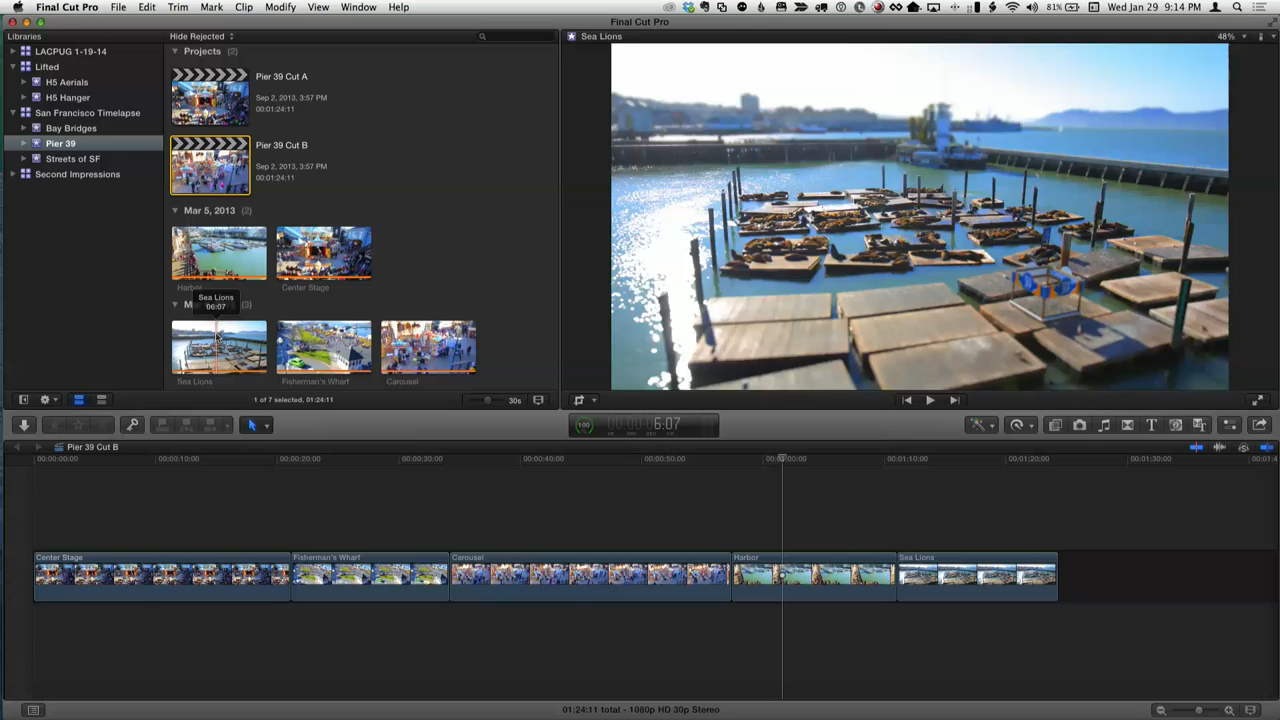 Final Cut Pro File Edit Trim Mark Clip Modify View Window Help
81% Wed Jan 29 9:14 PM
Final Cut Pro
Libraries
Hide Rejected
Sea Lions
48%
LACPUG 1-19-14
Lifted
H5 Aerials
H5 Hanger
San Francisco Timelapse
Bay Bridges
Pier 39
Streets of SF
Second Impressions
Projects (2)
Pier 39 Cut A
Sep 2, 2013, 3:57 PM
00:01:24:11
Pier 39 Cut B
Sep 2, 2013, 3:57 PM
00:01:24:11
Mar 5, 2013 (2)
Harbor
Center Stage
Sea Lions
06:07
(3)
Sea Lions
Fisherman's Wharf
Carousel
1 of 7 selected, 01:24:11
30s
100
6:07
Pier 39 Cut B
00:00:00:00
00:00:10:00
00:00:20:00
00:00:30:00
00:00:40:00
00:00:50:00
00:01:10:00
00:01:20:00
00:01:30:00
Center Stage
Fisherman's Wharf
Carousel
Harbor
Sea Lions
01:24:11 total - 1080p HD 30p Stereo